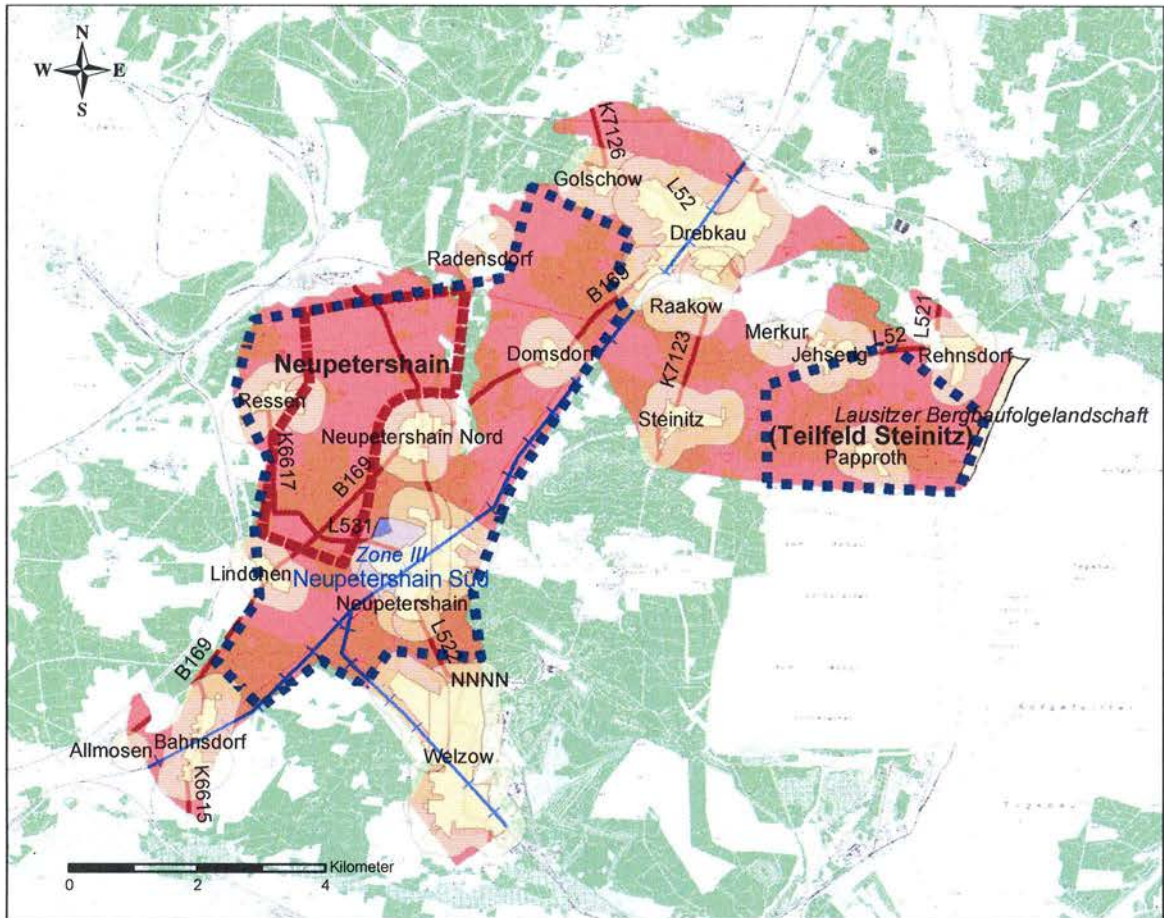 N
W E
S
K7126
Golschow
L52
Drebkau
Radensdorf
B169
Raakow
L521
Merkur
L52
Jehserig
Rehnsdorf
Domsdorf
K7123
Neupetershain
Ressen
Steinitz
Lausitzer Bergbaufolgelandschaft
(Teilfeld Steinitz)
Papproth
Neupetershain Nord
K6617
B169
L531
Zone III
Lindchen
Neupetershain Süd
Neupetershain
L522
B169
NNNN
Allmosen
Bahnsdorf
Welzow
K6615
Kilometer
0 2 4